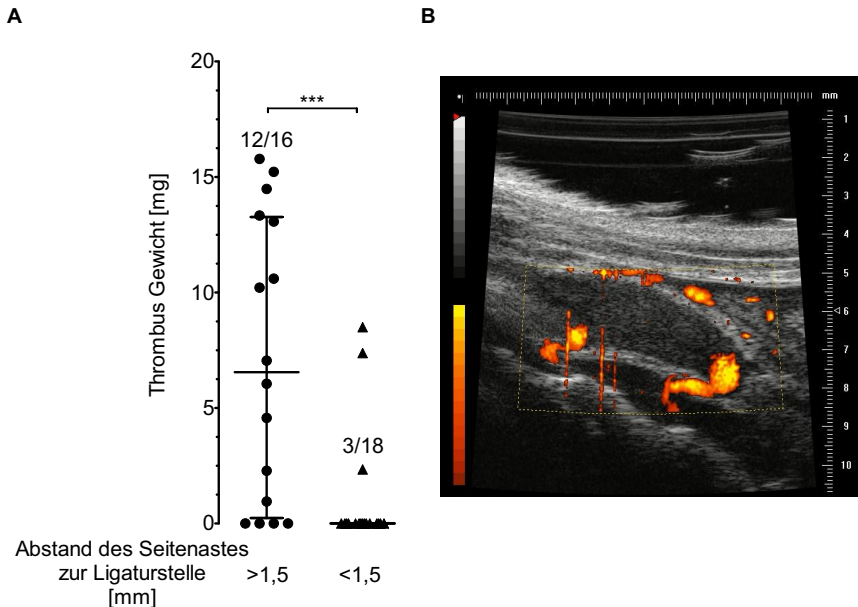 A
B
20
***
12/16
15
Thrombus Gewicht [mg]
10
5
3/18
0
Abstand des Seitenastes
zur Ligaturstelle
[mm]
>1,5
<1,5
mm
1
2
3
4
5
6
7
8
9
10